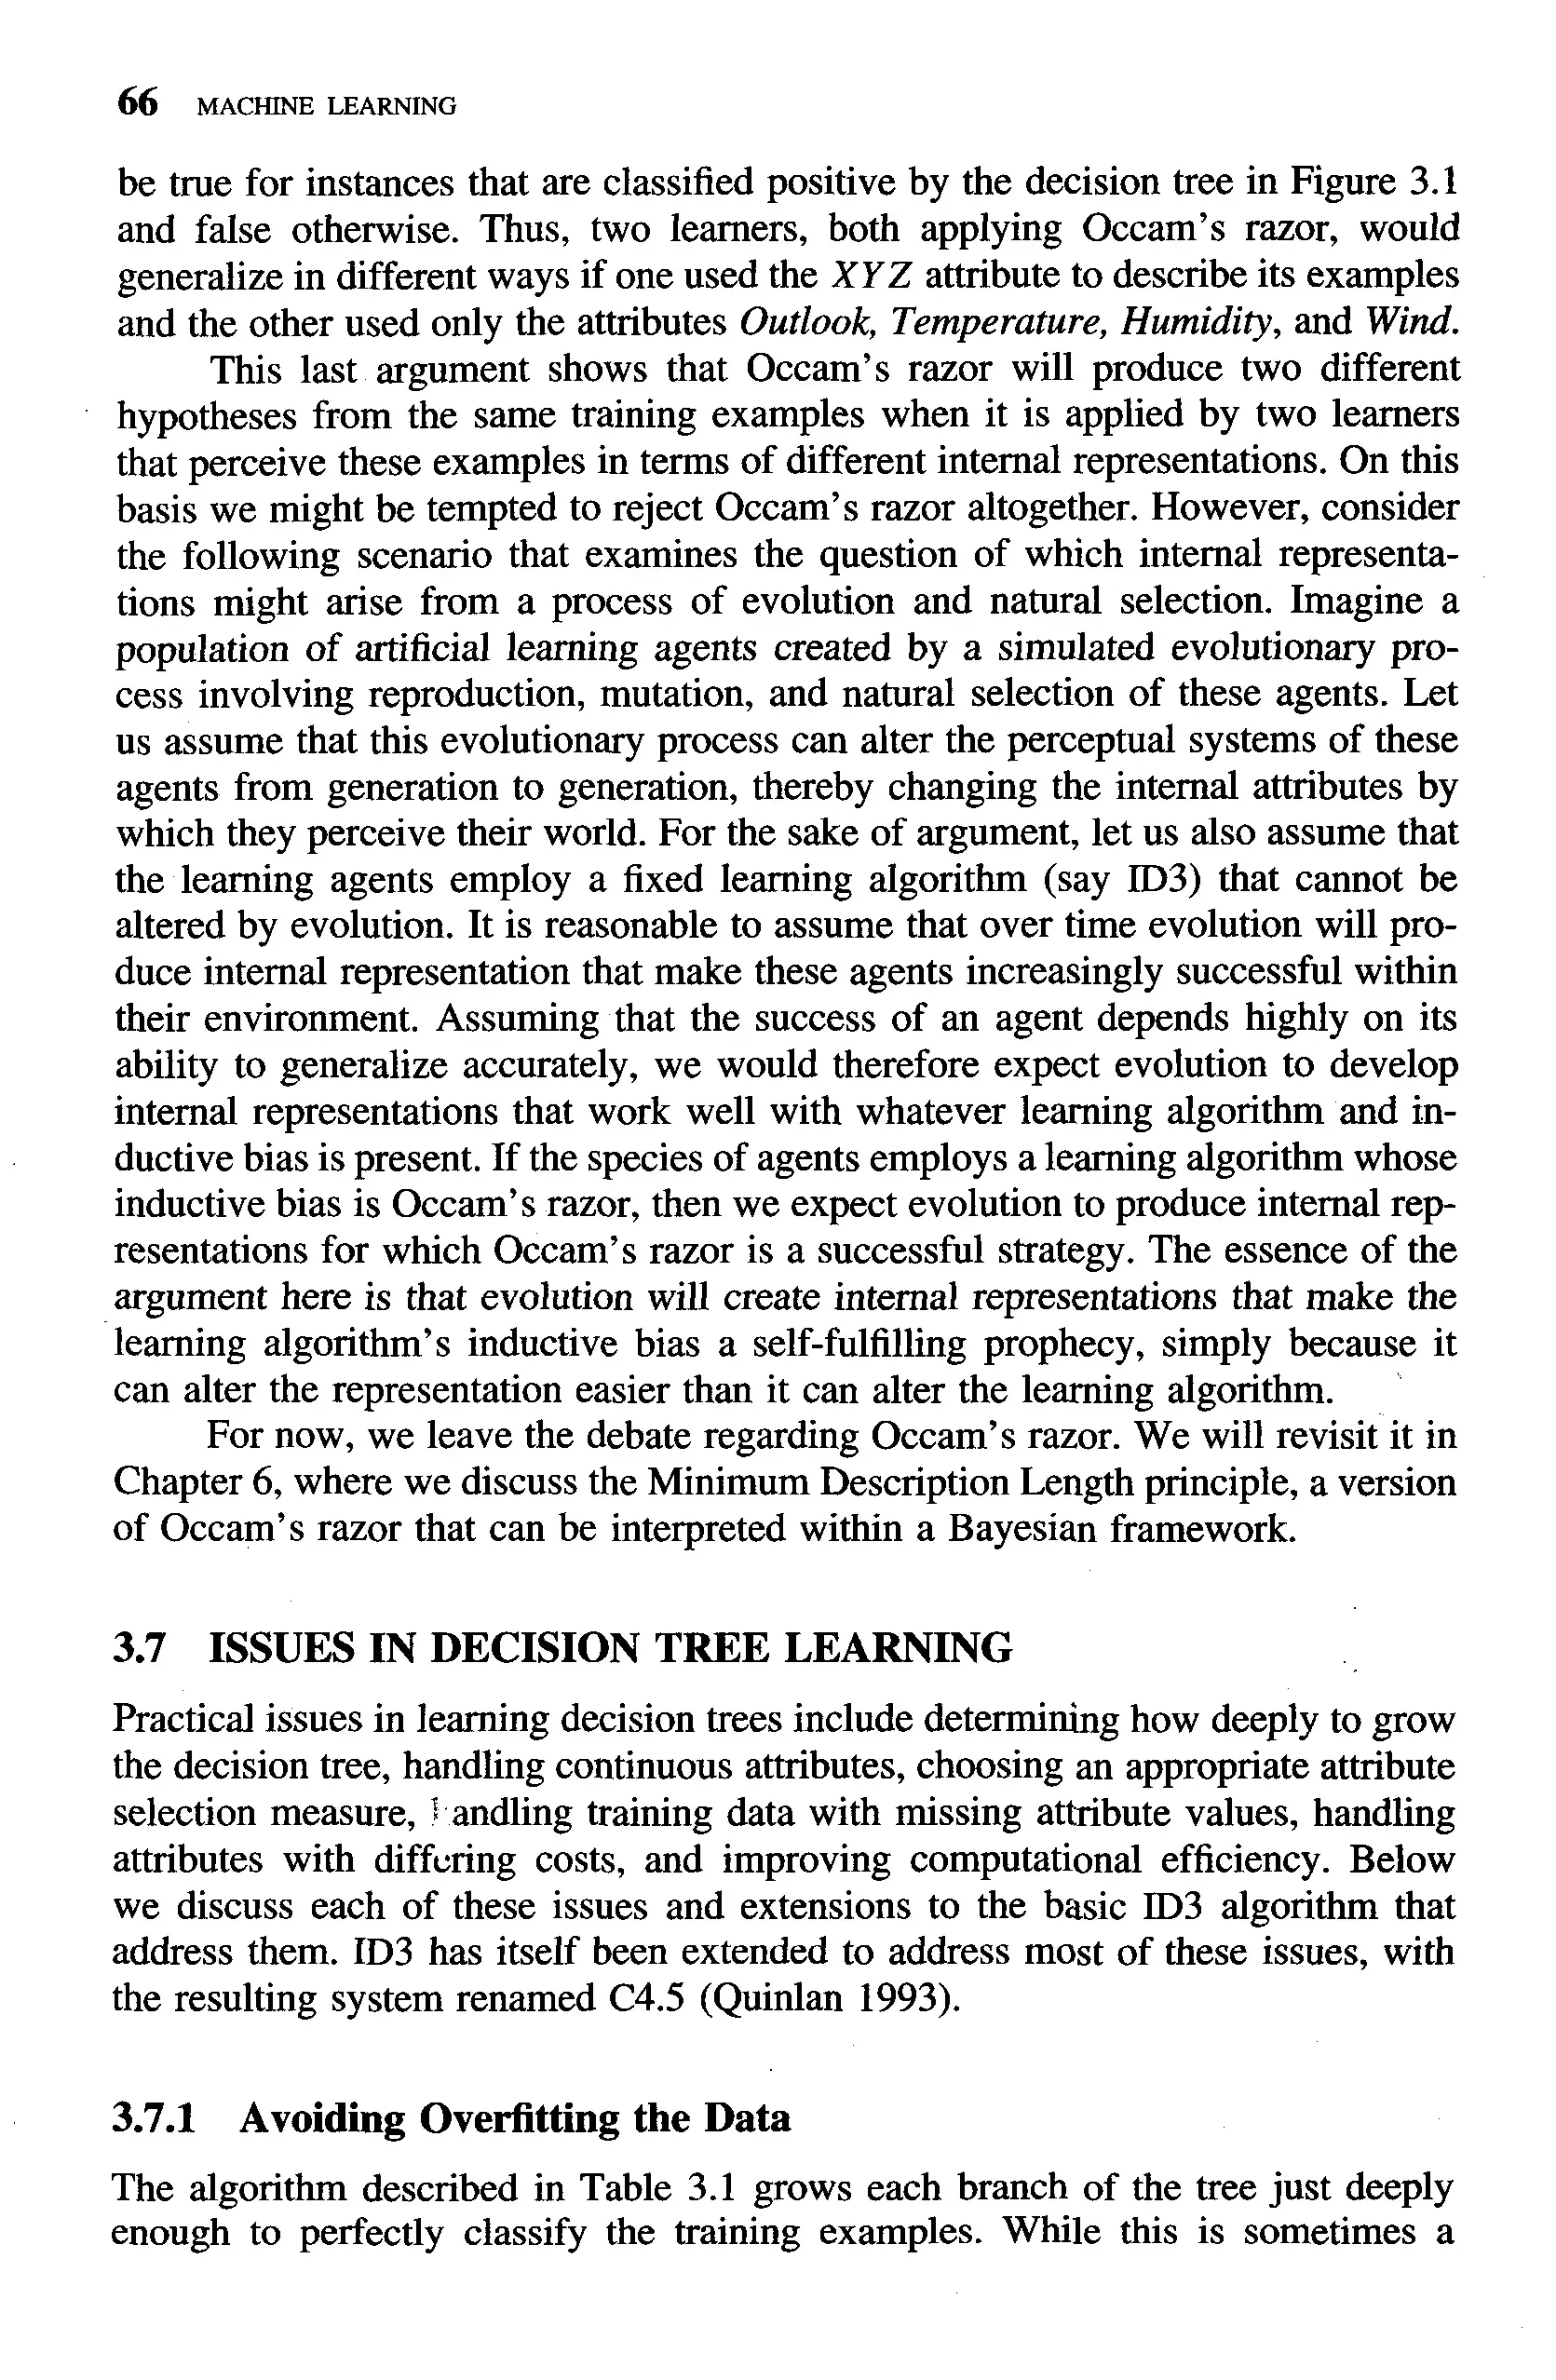 66 MACHINE LEARNING
be true for instances that are classified positive by the decision tree in Figure 3.1
and false otherwise. Thus, two learners, both applying Occam's razor, would
generalize in different ways if one used the XYZ attribute to describe its examples
and the other used only the attributes Outlook, Temperature, Humidity, and Wind.
This last argument shows that Occam's razor will produce two different
hypotheses from the same training examples when it is applied by two learners
that perceive these examples in terms of different internal representations. On this
basis we might be tempted to reject Occam's razor altogether. However, consider
the following scenario that examines the question of which internal representa-
tions might arise from a process of evolution and natural selection. Imagine a
population of artificial learning agents created by a simulated evolutionary pro-
cess involving reproduction, mutation, and natural selection of these agents. Let
us assume that this evolutionary process can alter the perceptual systems of these
agents from generation to generation, thereby changing the internal attributes by
which they perceive their world. For the sake of argument, let us also assume that
the learning agents employ a fixed learning algorithm (say ID3) that cannot be
altered by evolution. It is reasonable to assume that over time evolution will pro-
duce internal representation that make these agents increasingly successful within
their environment. Assuming that the success of an agent depends highly on its
ability to generalize accurately, we would therefore expect evolution to develop
internal representations that work well with whatever learning algorithm and in-
ductive bias is present. If the species of agents employs a learning algorithm whose
inductive bias is Occam's razor, then we expect evolution to produce internal rep-
resentations for which Occam's razor is a successful strategy. The essence of the
argument here is that evolution will create internal representations that make the
learning algorithm's inductive bias a self-fulfilling prophecy, simply because it
can alter the representation easier than it can alter the learning algorithm.
For now, we leave the debate regarding Occam's razor. We will revisit it in
Chapter 6, where we discuss the Minimum Description Length principle, a version
of Occam's razor that can be interpreted within a Bayesian framework.
3.7 ISSUES IN DECISION TREE LEARNING
Practical issues in learning decision trees include determining how deeply to grow
the decision tree, handling continuous attributes, choosing an appropriate attribute
selection measure, handling training data with missing attribute values, handling
attributes with differing costs, and improving computational efficiency. Below
we discuss each of these issues and extensions to the basic ID3 algorithm that
address them. ID3 has itself been extended to address most of these issues, with
the resulting system renamed C4.5 (Quinlan 1993).
3.7.1 Avoiding Overfitting the Data
The algorithm described in Table 3.1 grows each branch of the tree just deeply
enough to perfectly classify the training examples. While this is sometimes a